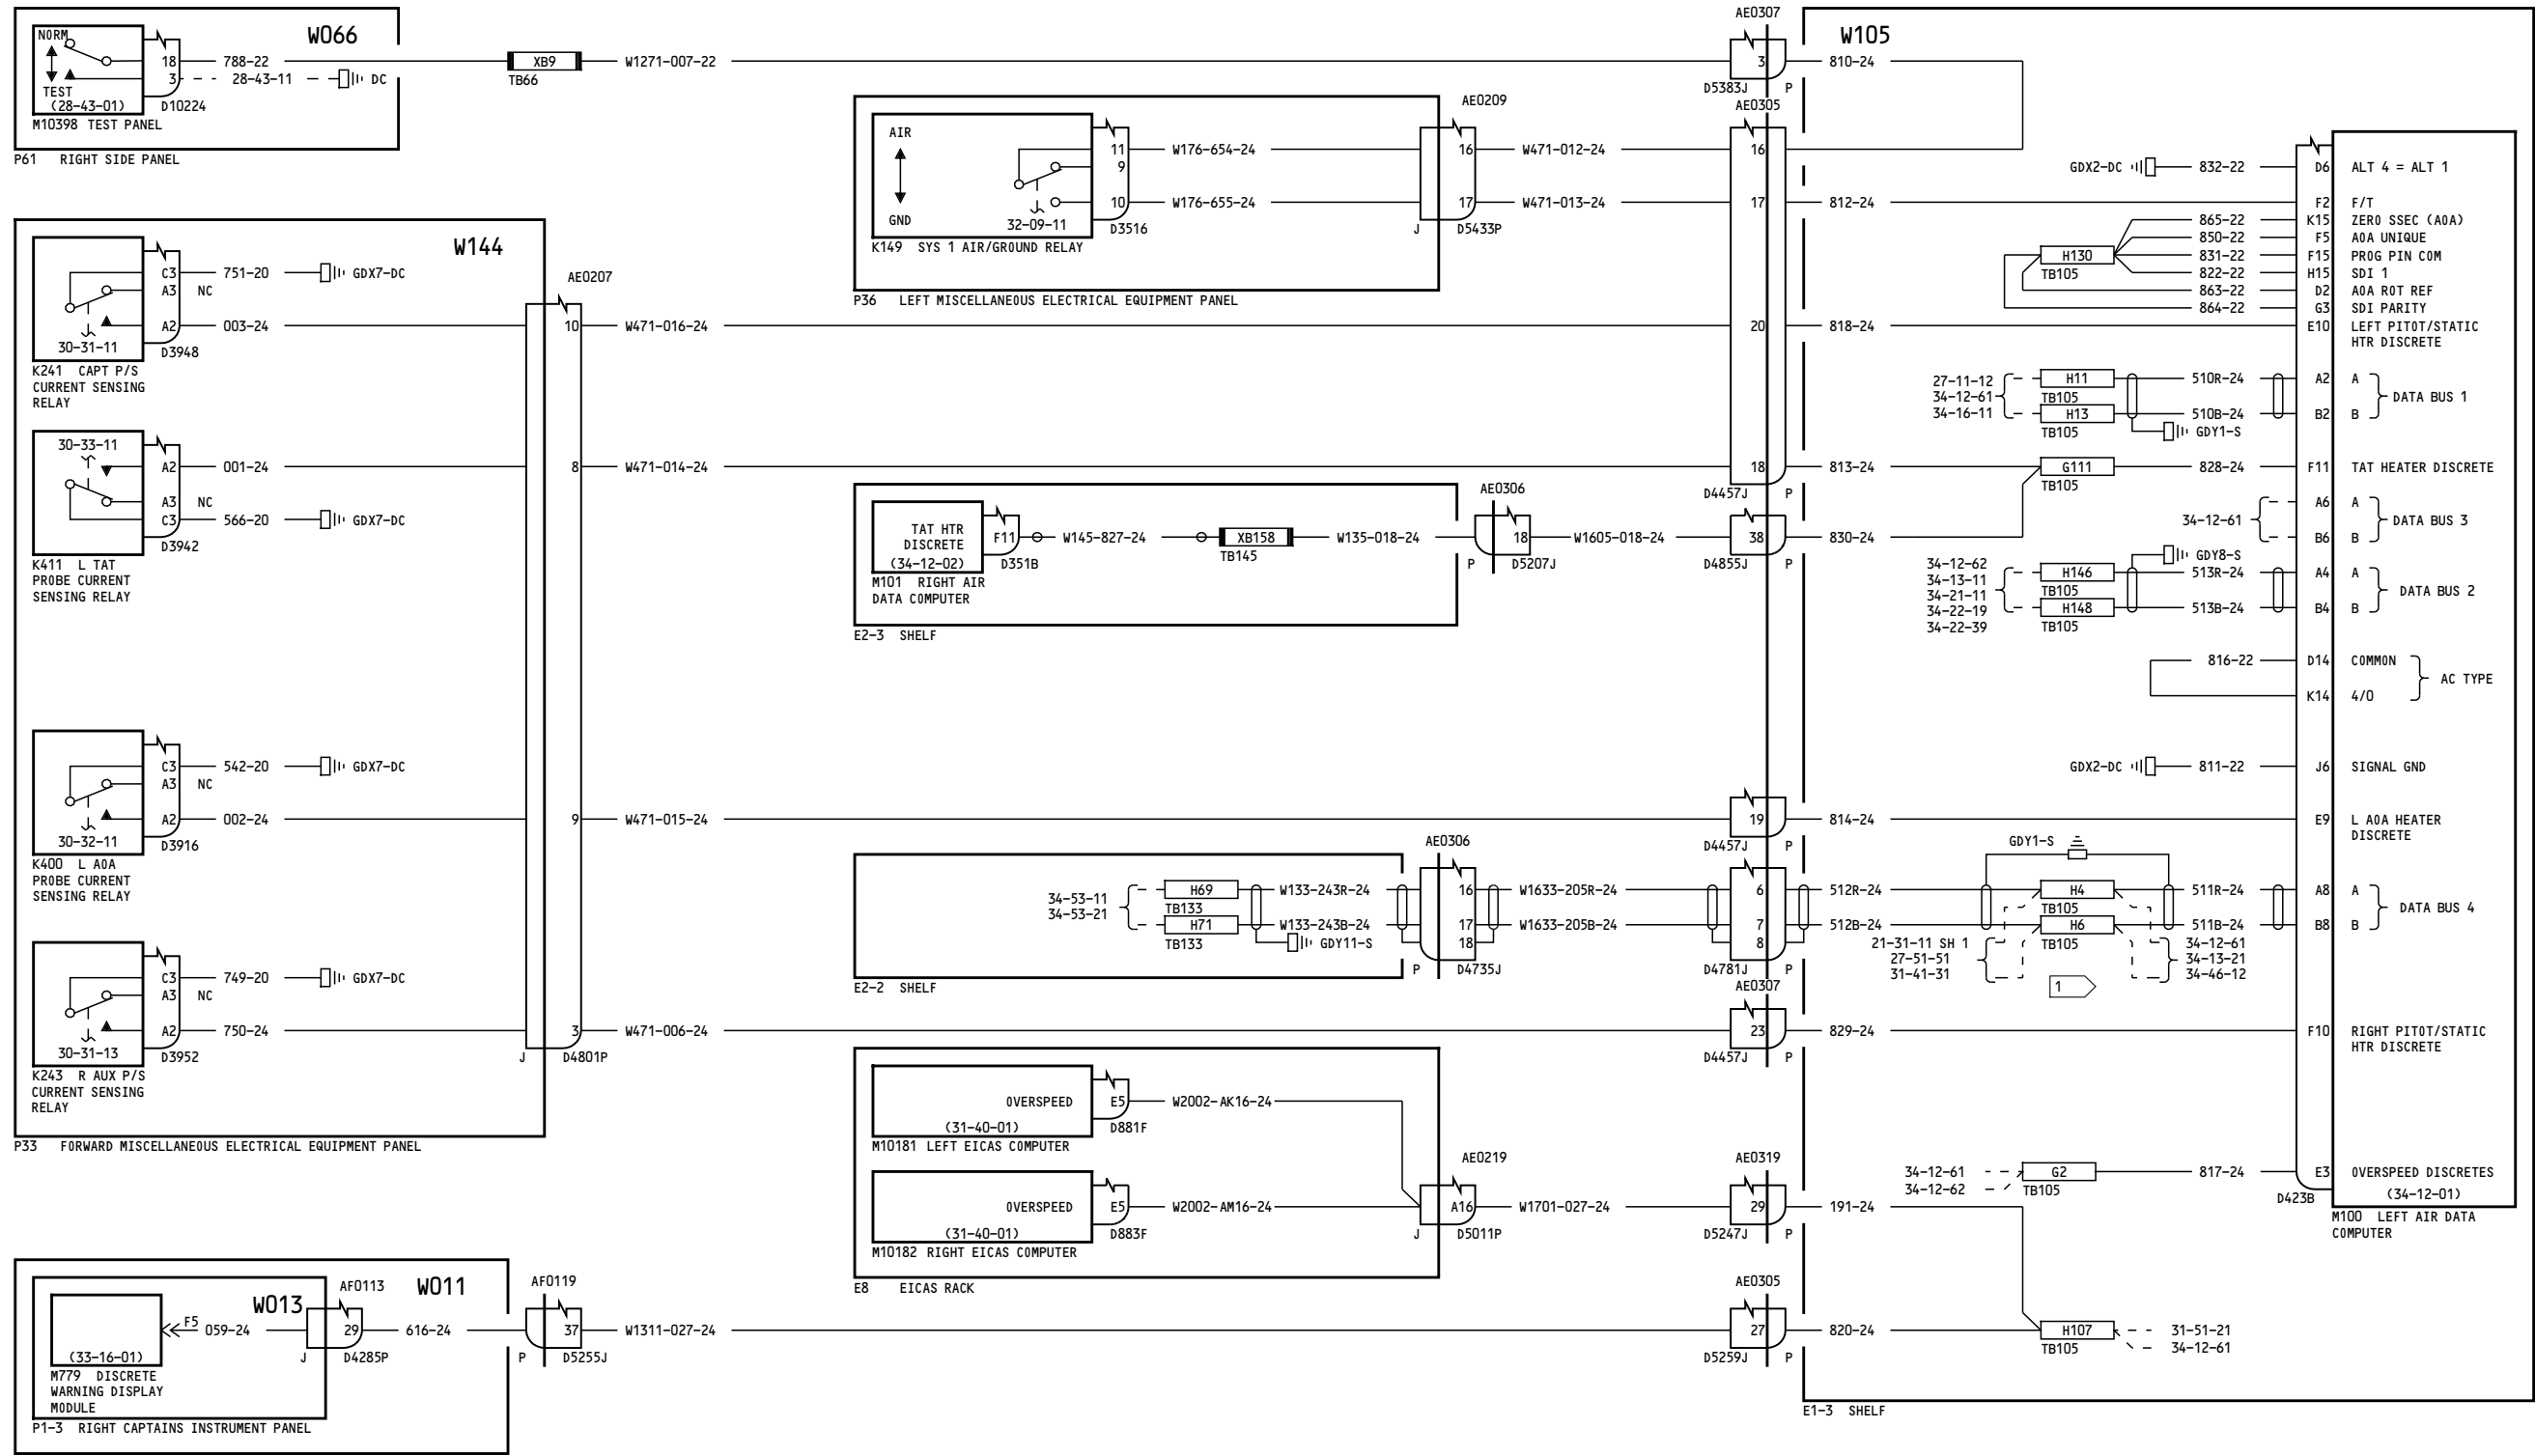 W066
NORM
TEST
(28-43-01)
18
3
788-22
28-43-11
DC
D10224
M10398 TEST PANEL
P61 RIGHT SIDE PANEL
XB9
TB66
W1271-007-22
AE0307
3
D5383J
P
AE0305
W105
810-24
AIR
GND
32-09-11
11
9
10
D3516
K149 SYS 1 AIR/GROUND RELAY
W176-654-24
W176-655-24
AE0209
16
17
J
D5433P
W471-012-24
W471-013-24
16
17
812-24
P36 LEFT MISCELLANEOUS ELECTRICAL EQUIPMENT PANEL
W144
C3
A3
A2
751-20
NC
003-24
GDX7-DC
30-31-11
D3948
K241 CAPT P/S
CURRENT SENSING
RELAY
AE0207
10
W471-016-24
20
818-24
30-33-11
A2
A3
C3
001-24
NC
566-20
GDX7-DC
D3942
K411 L TAT
PROBE CURRENT
SENSING RELAY
8
W471-014-24
18
D4457J
P
813-24
TAT HTR
DISCRETE
(34-12-02)
F11
D351B
M101 RIGHT AIR
DATA COMPUTER
W145-827-24
XB158
TB145
W135-018-24
AE0306
18
P
D5207J
W1605-018-24
38
D4855J
P
830-24
E2-3 SHELF
C3
A3
A2
542-20
NC
002-24
GDX7-DC
30-32-11
D3916
K400 L AOA
PROBE CURRENT
SENSING RELAY
9
W471-015-24
19
D4457J
P
814-24
34-53-11
34-53-21
H69
TB133
H71
TB133
W133-243R-24
W133-243B-24
GDY11-S
AE0306
16
17
18
P
D4735J
W1633-205R-24
W1633-205B-24
6
7
8
D4781J
P
512R-24
512B-24
E2-2 SHELF
C3
A3
A2
749-20
NC
750-24
GDX7-DC
30-31-13
D3952
K243 R AUX P/S
CURRENT SENSING
RELAY
3
J
D4801P
W471-006-24
AE0307
23
D4457J
P
829-24
P33 FORWARD MISCELLANEOUS ELECTRICAL EQUIPMENT PANEL
OVERSPEED
(31-40-01)
E5
D881F
M10181 LEFT EICAS COMPUTER
W2002-AK16-24
OVERSPEED
(31-40-01)
E5
D883F
M10182 RIGHT EICAS COMPUTER
W2002-AM16-24
AE0219
A16
J
D5011P
W1701-027-24
AE0319
29
D5247J
P
191-24
E8 EICAS RACK
W011
W013
(33-16-01)
F5
059-24
AF0113
29
J
D4285P
616-24
M779 DISCRETE
WARNING DISPLAY
MODULE
P1-3 RIGHT CAPTAINS INSTRUMENT PANEL
AF0119
37
P
D5255J
W1311-027-24
AE0305
27
D5259J
P
820-24
H107
TB105
31-51-21
34-12-61
GDX2-DC
832-22
D6
ALT 4 = ALT 1
F2
F/T
865-22
K15
ZERO SSEC (AOA)
850-22
F5
AOA UNIQUE
H130
TB105
831-22
F15
PROG PIN COM
822-22
H15
SDI 1
863-22
D2
AOA ROT REF
864-22
G3
SDI PARITY
E10
LEFT PITOT/STATIC
HTR DISCRETE
27-11-12
34-12-61
34-16-11
H11
TB105
H13
TB105
510R-24
510B-24
GDY1-S
A2
B2
A
B
DATA BUS 1
G111
TB105
828-24
F11
TAT HEATER DISCRETE
34-12-61
A6
B6
A
B
DATA BUS 3
GDY8-S
34-12-62
34-13-11
34-21-11
34-22-19
34-22-39
H146
TB105
H148
TB105
513R-24
513B-24
A4
B4
A
B
DATA BUS 2
816-22
D14
COMMON
K14
4/0
AC TYPE
GDX2-DC
811-22
J6
SIGNAL GND
E9
L AOA HEATER
DISCRETE
GDY1-S
H4
TB105
H6
TB105
511R-24
511B-24
A8
B8
A
B
DATA BUS 4
21-31-11 SH 1
27-51-51
31-41-31
1
34-12-61
34-13-21
34-46-12
F10
RIGHT PITOT/STATIC
HTR DISCRETE
34-12-61
34-12-62
G2
TB105
817-24
E3
OVERSPEED DISCRETES
(34-12-01)
D423B
M100 LEFT AIR DATA
COMPUTER
E1-3 SHELF